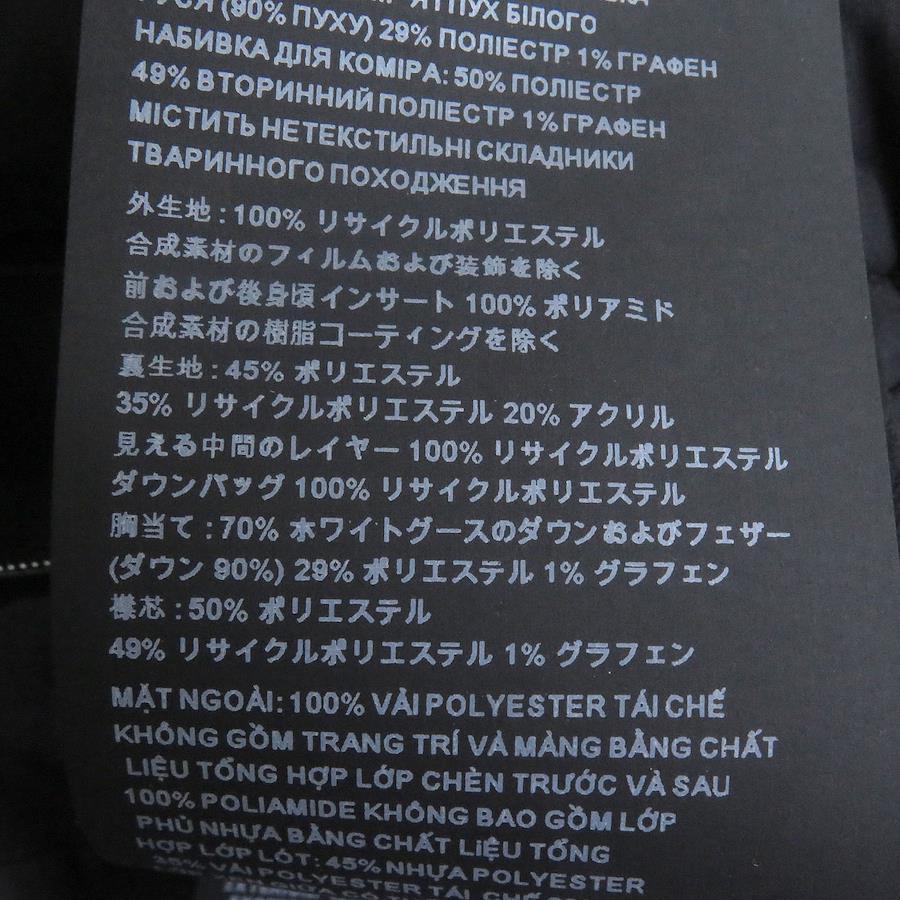 ПУХ БІЛОГО
(90% ПУХУ) 29% ПОЛІЕСТР 1% ГРАФЕН
НАБИВКА ДЛЯ КОМІРА: 50% ПОЛІЕСТР
49% ВТОРИННИЙ ПОЛІЕСТР 1% ГРАФЕН
МІСТИТЬ НЕТЕКСТИЛЬНІ СКЛАДНИКИ
ТВАРИННОГО ПОХОДЖЕННЯ
外生地 : 100% リサイクルポリエステル
合成素材のフィルムおよび装飾を除く
前および後身頃インサート 100% ポリアミド
合成素材の樹脂コーティングを除く
裏生地 : 45% ポリエステル
35% リサイクルポリエステル 20% アクリル
見える中間のレイヤー 100% リサイクルポリエステル
ダウンバッグ 100% リサイクルポリエステル
胸当て : 70% ホワイトグースのダウンおよびフェザー
(ダウン 90%) 29% ポリエステル 1% グラフェン
襟芯 : 50% ポリエステル
49% リサイクルポリエステル 1% グラフェン
MẶT NGOÀI: 100% VẢI POLYESTER TÁI CHẾ
KHÔNG GỒM TRANG TRÍ VÀ MÀNG BẰNG CHẤT
LIỆU TỔNG HỢP LỚP CHÈN TRƯỚC VÀ SAU
100% POLIAMIDE KHÔNG BAO GỒM LỚP
PHỦ NHỰA BẰNG CHẤT LIỆU TỔNG
HỢP LỚP LÓT: 45% NHỰA POLYESTER
35% VẢI POLYESTER TÁI CHẾ